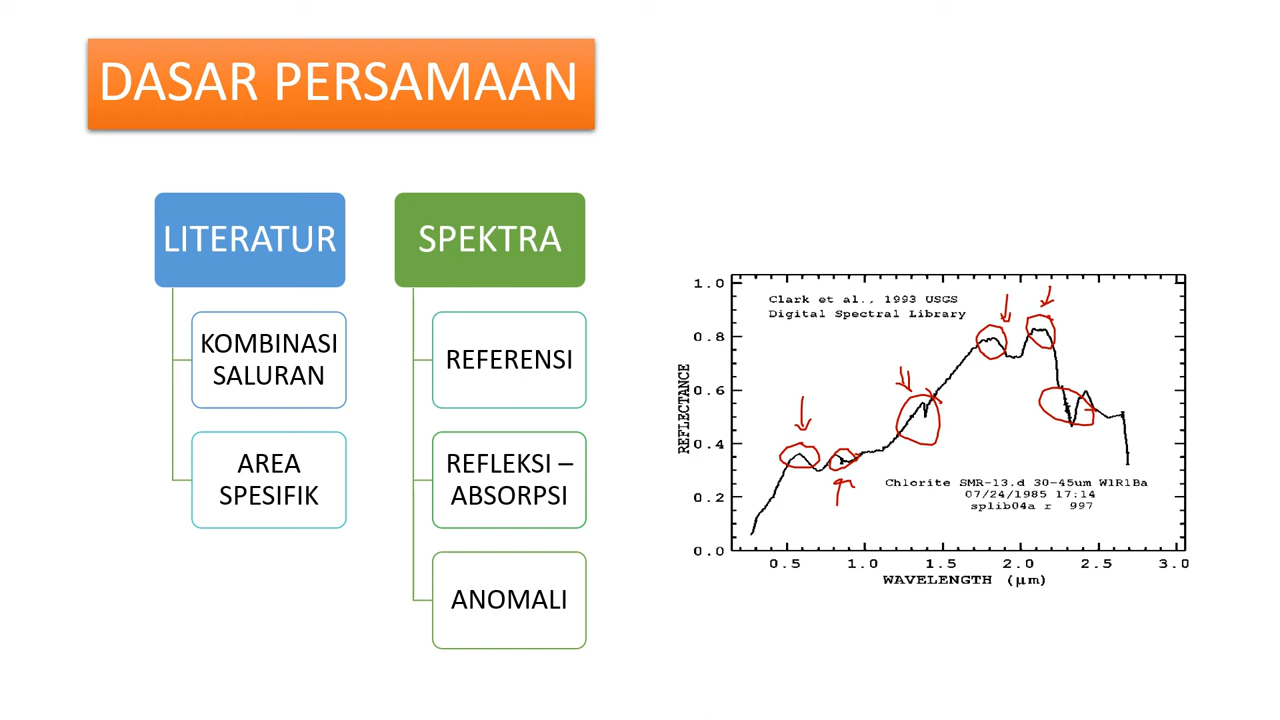 DASAR PERSAMAAN
LITERATUR
KOMBINASI
SALURAN
AREA
SPESIFIK
SPEKTRA
REFERENSI
REFLEKSI –
ABSORPSI
ANOMALI
Clark et al., 1993 USGS
Digital Spectral Library
REFLECTANCE
1.0
0.8
0.6
0.4
0.2
0.0
Chlorite SMR-13.d 30-45um W1R1Ba
07/24/1985 17:14
splib04a r 997
0.5 1.0 1.5 2.0 2.5 3.0
WAVELENGTH (μm)